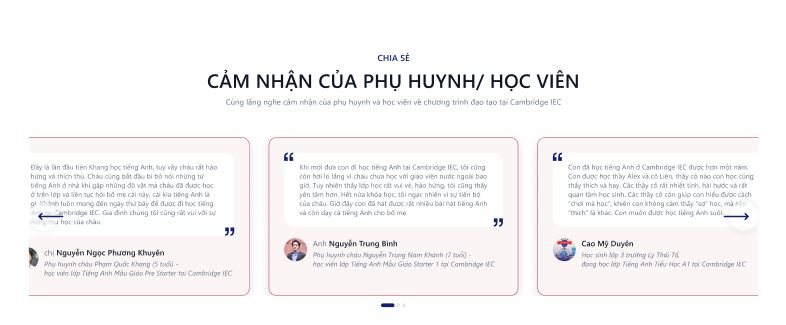 CHIA SẺ
CẢM NHẬN CỦA PHỤ HUYNH/ HỌC VIÊN
Cùng lắng nghe cảm nhận của phụ huynh và học viên về chương trình đạo tạo tại Cambridge IEC
Đây là lần đầu tiên Khang học tiếng Anh, tuy vậy cháu rất hào
hứng và thích thú. Cháu cũng bắt đầu bi bô nói những từ
tiếng Anh ở nhà khi gặp những đồ vật mà cháu đã được học
ở trên lớp và liên tục hỏi bố mẹ cái này, cái kia tiếng Anh là
gì. Khánh luôn mong đến ngày thứ bảy để được đi học tiếng
Cambridge IEC. Gia đình chúng tôi cũng rất vui với sự
học của cháu.
chị Nguyễn Ngọc Phương Khuyên
Phụ huynh cháu Phạm Quốc Khang (5 tuổi) -
học viên lớp Tiếng Anh Mẫu Giáo Pre Starter tại Cambridge IEC
Khi mới đưa con đi học tiếng Anh tại Cambridge IEC, tôi cũng
còn hơi lo lắng vì cháu chưa học với giáo viên nước ngoài bao
giờ. Tuy nhiên thấy lớp học rất vui vẻ, hào hứng, tôi cũng thấy
yên tâm hơn. Hết nửa khóa học, tôi ngạc nhiên vì sự tiến bộ
của cháu. Giờ đây con đã hát được rất nhiều bài hát tiếng Anh
và còn dạy cả tiếng Anh cho bố mẹ.
Anh Nguyễn Trung Bình
Phụ huynh cháu Nguyễn Trung Nam Khánh (7 tuổi) -
học viên lớp Tiếng Anh Mẫu Giáo Starter 1 tại Cambridge IEC
Con đã học tiếng Anh ở Cambridge IEC được hơn một năm.
Con được học thầy Alex và cô Liên, thầy cô nào con học cũng
thấy thích và hay. Các thầy cô rất nhiệt tình, hài hước và rất
quan tâm học sinh. Các thầy cô còn giúp con hiểu được cách
"chơi mà học", khiến con không cảm thấy "sợ" học, mà còn
"thích" là khác. Con muốn được học tiếng Anh suốt.
Cao Mỹ Duyên
Học sinh lớp 3 trường Lý Thái Tổ,
đang học lớp Tiếng Anh Tiểu Học A1 tại Cambridge IEC